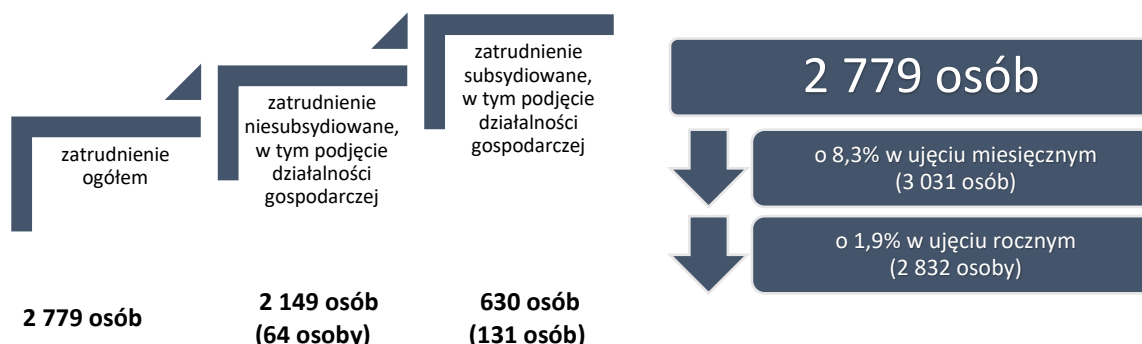 zatrudnienie
ogółem
2 779 osób
zatrudnienie
niesubsydiowane,
w tym podjęcie
działalności
gospodarczej
2 149 osób
(64 osoby)
zatrudnienie
subsydiowane,
w tym podjęcie
działalności
gospodarczej
630 osób
(131 osób)
2 779 osób
o 8,3% w ujęciu miesięcznym
(3 031 osób)
o 1,9% w ujęciu rocznym
(2 832 osoby)